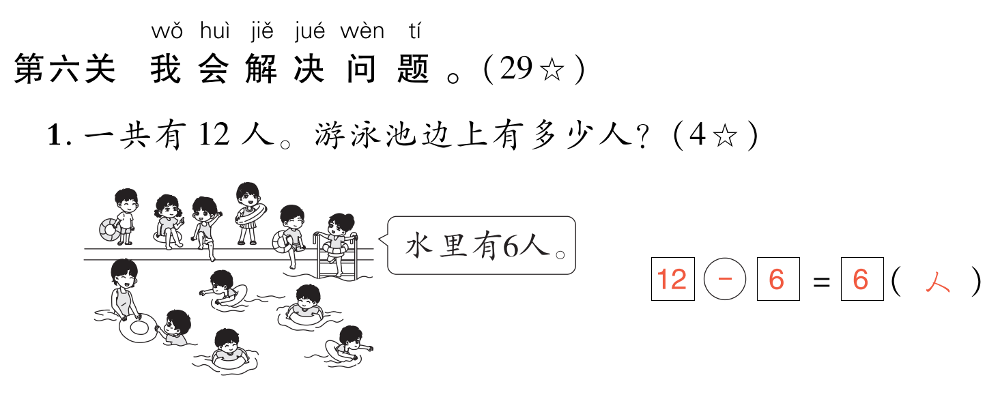 wǒ huì jiě jué wèn tí
第六关 我会解决问题。(29☆)
1. 一共有 12 人。游泳池边上有多少人?(4☆)
水里有6人。
12 - 6 = 6 ( 人 )